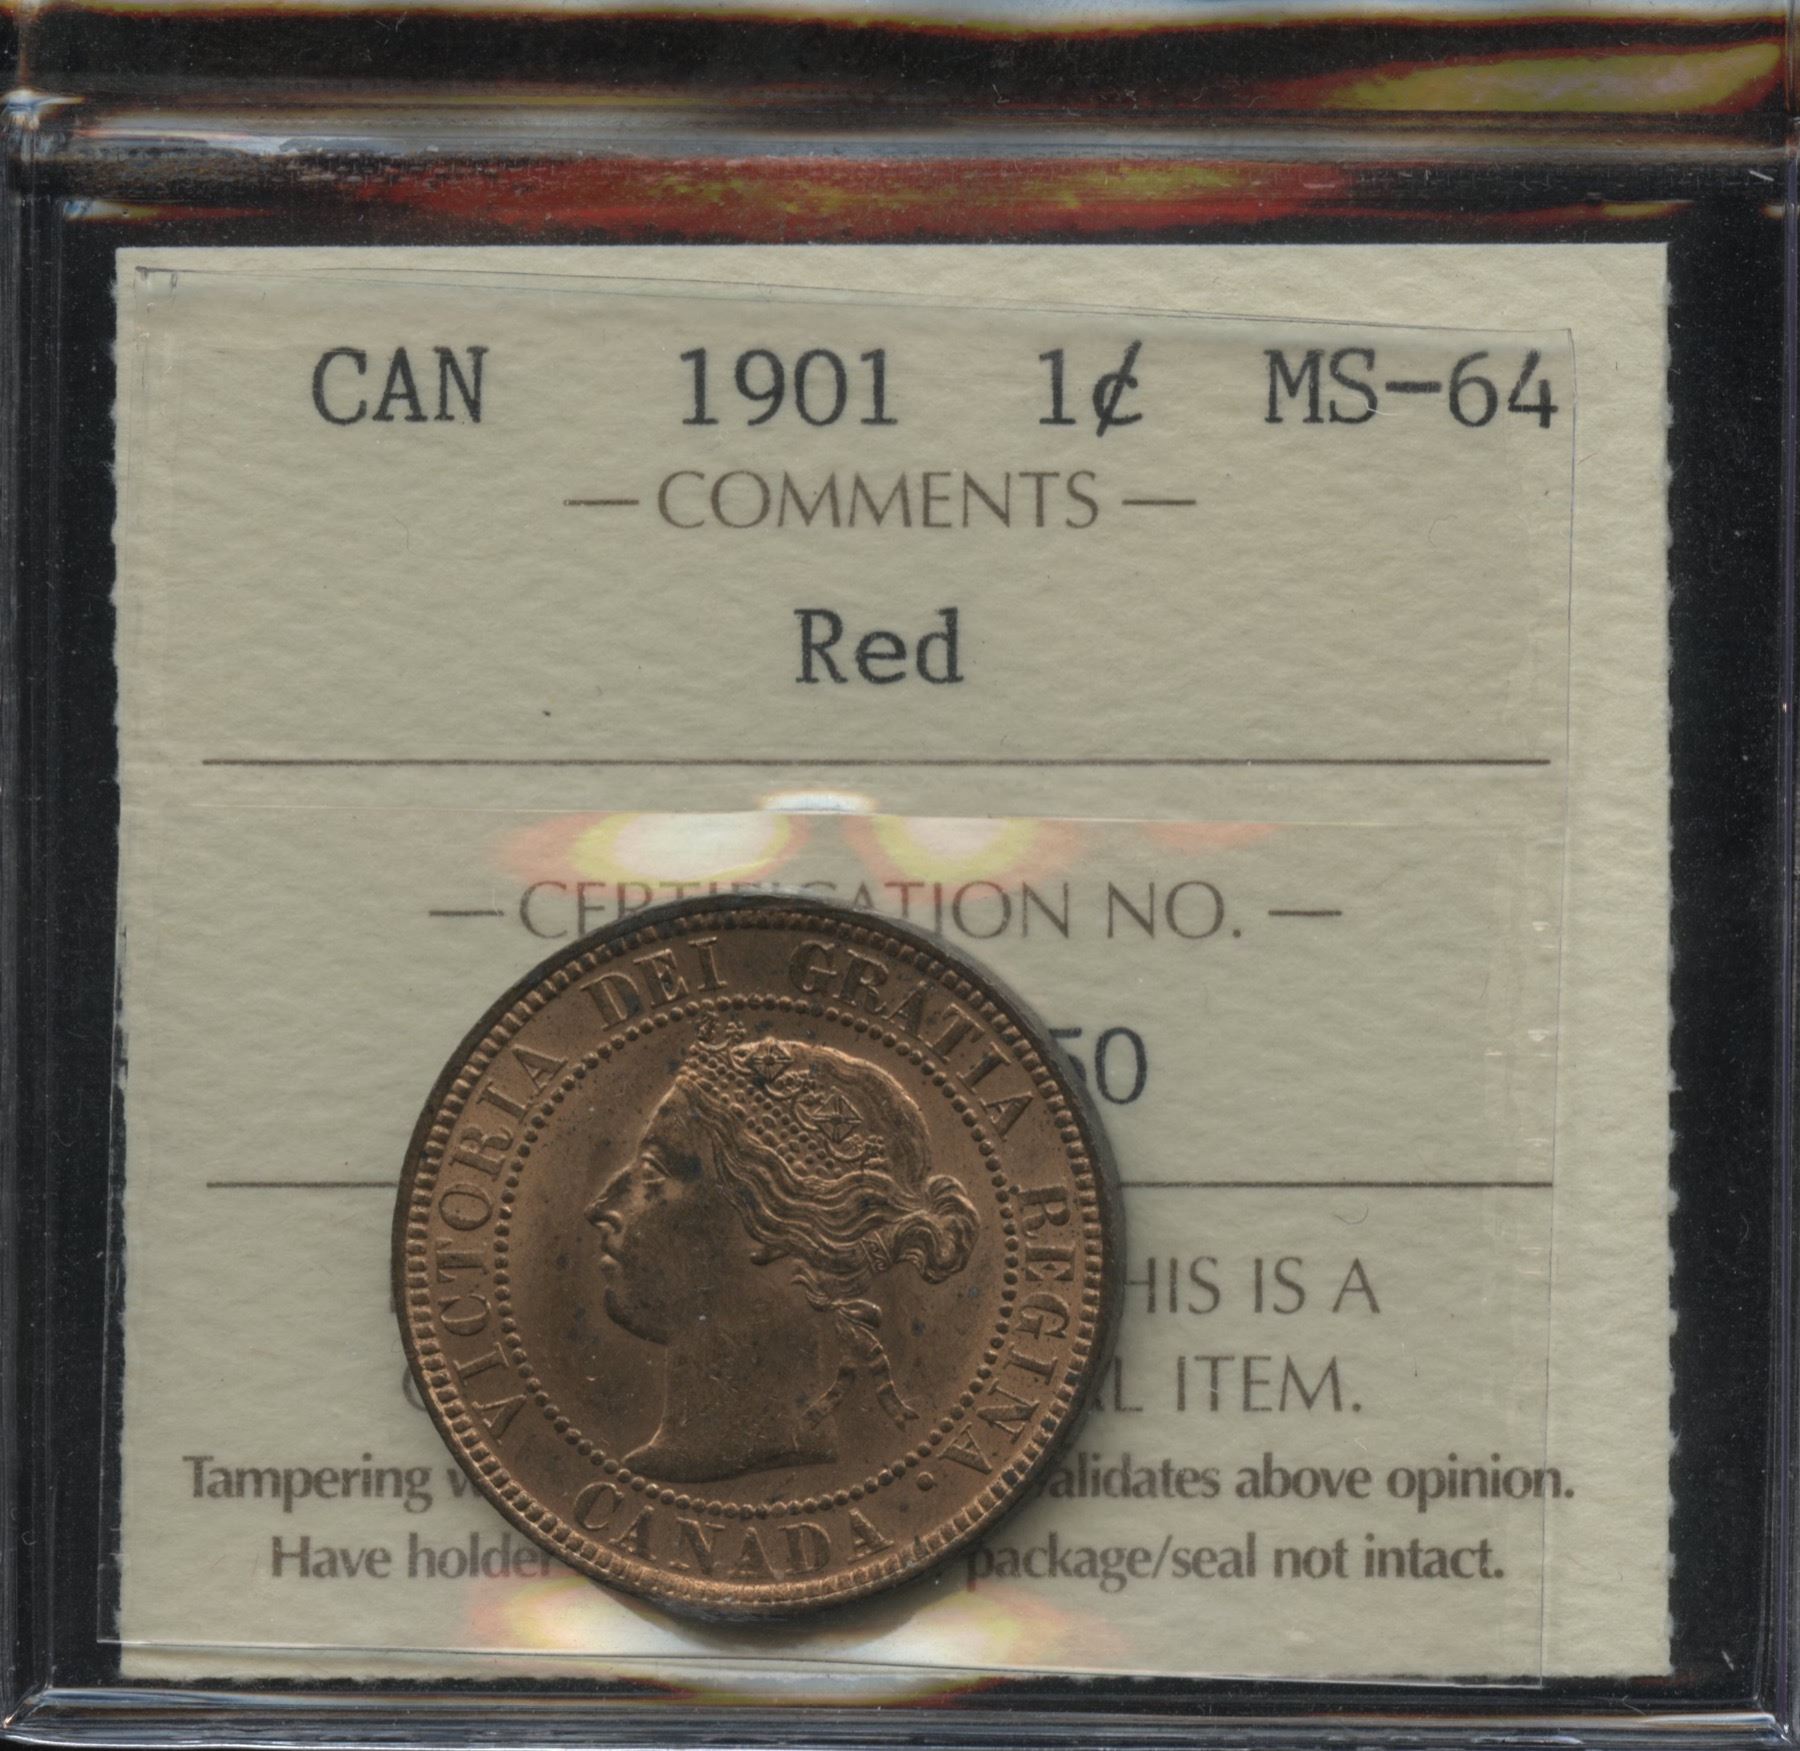 CAN 1901 1¢ MS-64
— COMMENTS —
Red
— CERTIFICATION NO. —
50
VICTORIA DEI GRATIA REGINA.
CANADA
HIS IS A
L ITEM.
Tampering w alidates above opinion.
Have holder package/seal not intact.